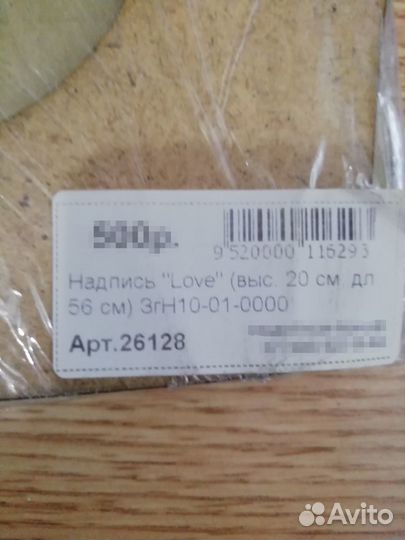 500р.
9 520000 116293
Надпись "Love" (выс. 20 см дл
56 см) ЗгН10-01-0000
Арт.26128
Avito